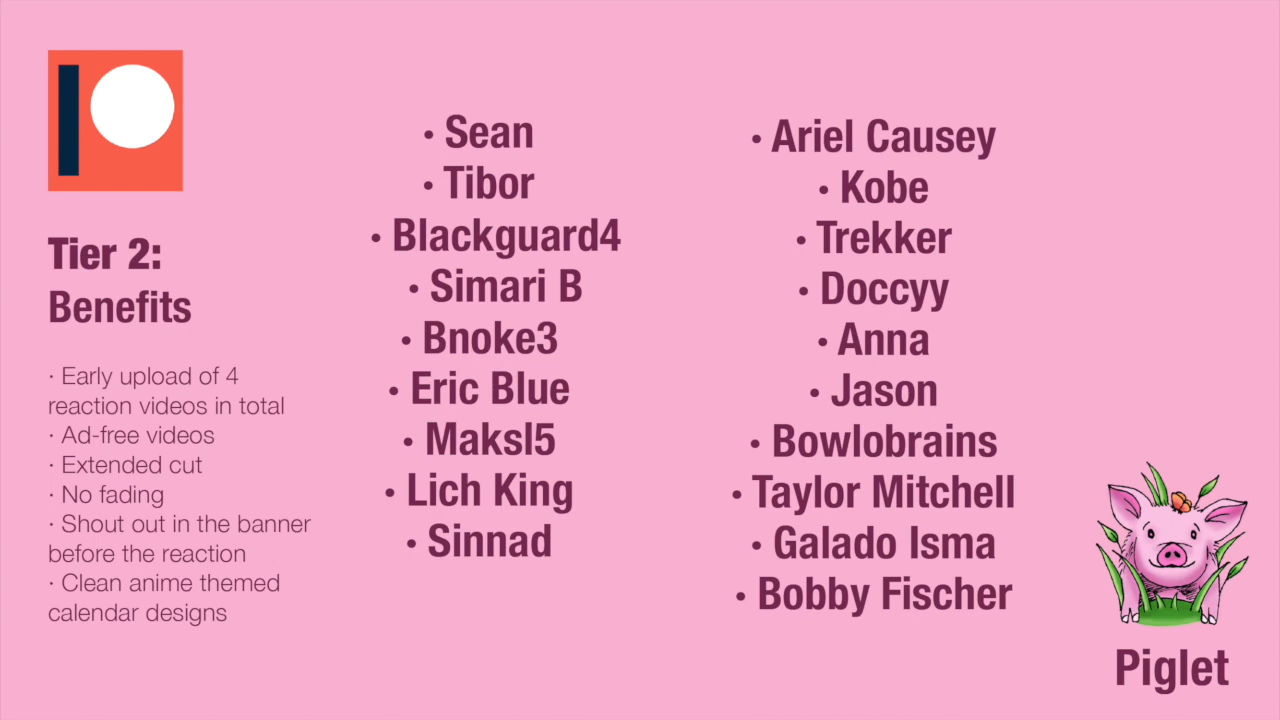 Tier 2:
Benefits
· Early upload of 4
reaction videos in total
· Ad-free videos
· Extended cut
· No fading
· Shout out in the banner
before the reaction
· Clean anime themed
calendar designs
• Sean
• Tibor
• Blackguard4
• Simari B
• Bnoke3
• Eric Blue
• Maksl5
• Lich King
• Sinnad
• Ariel Causey
• Kobe
• Trekker
• Doccyy
• Anna
• Jason
• Bowlobrains
• Taylor Mitchell
• Galado Isma
• Bobby Fischer
Piglet